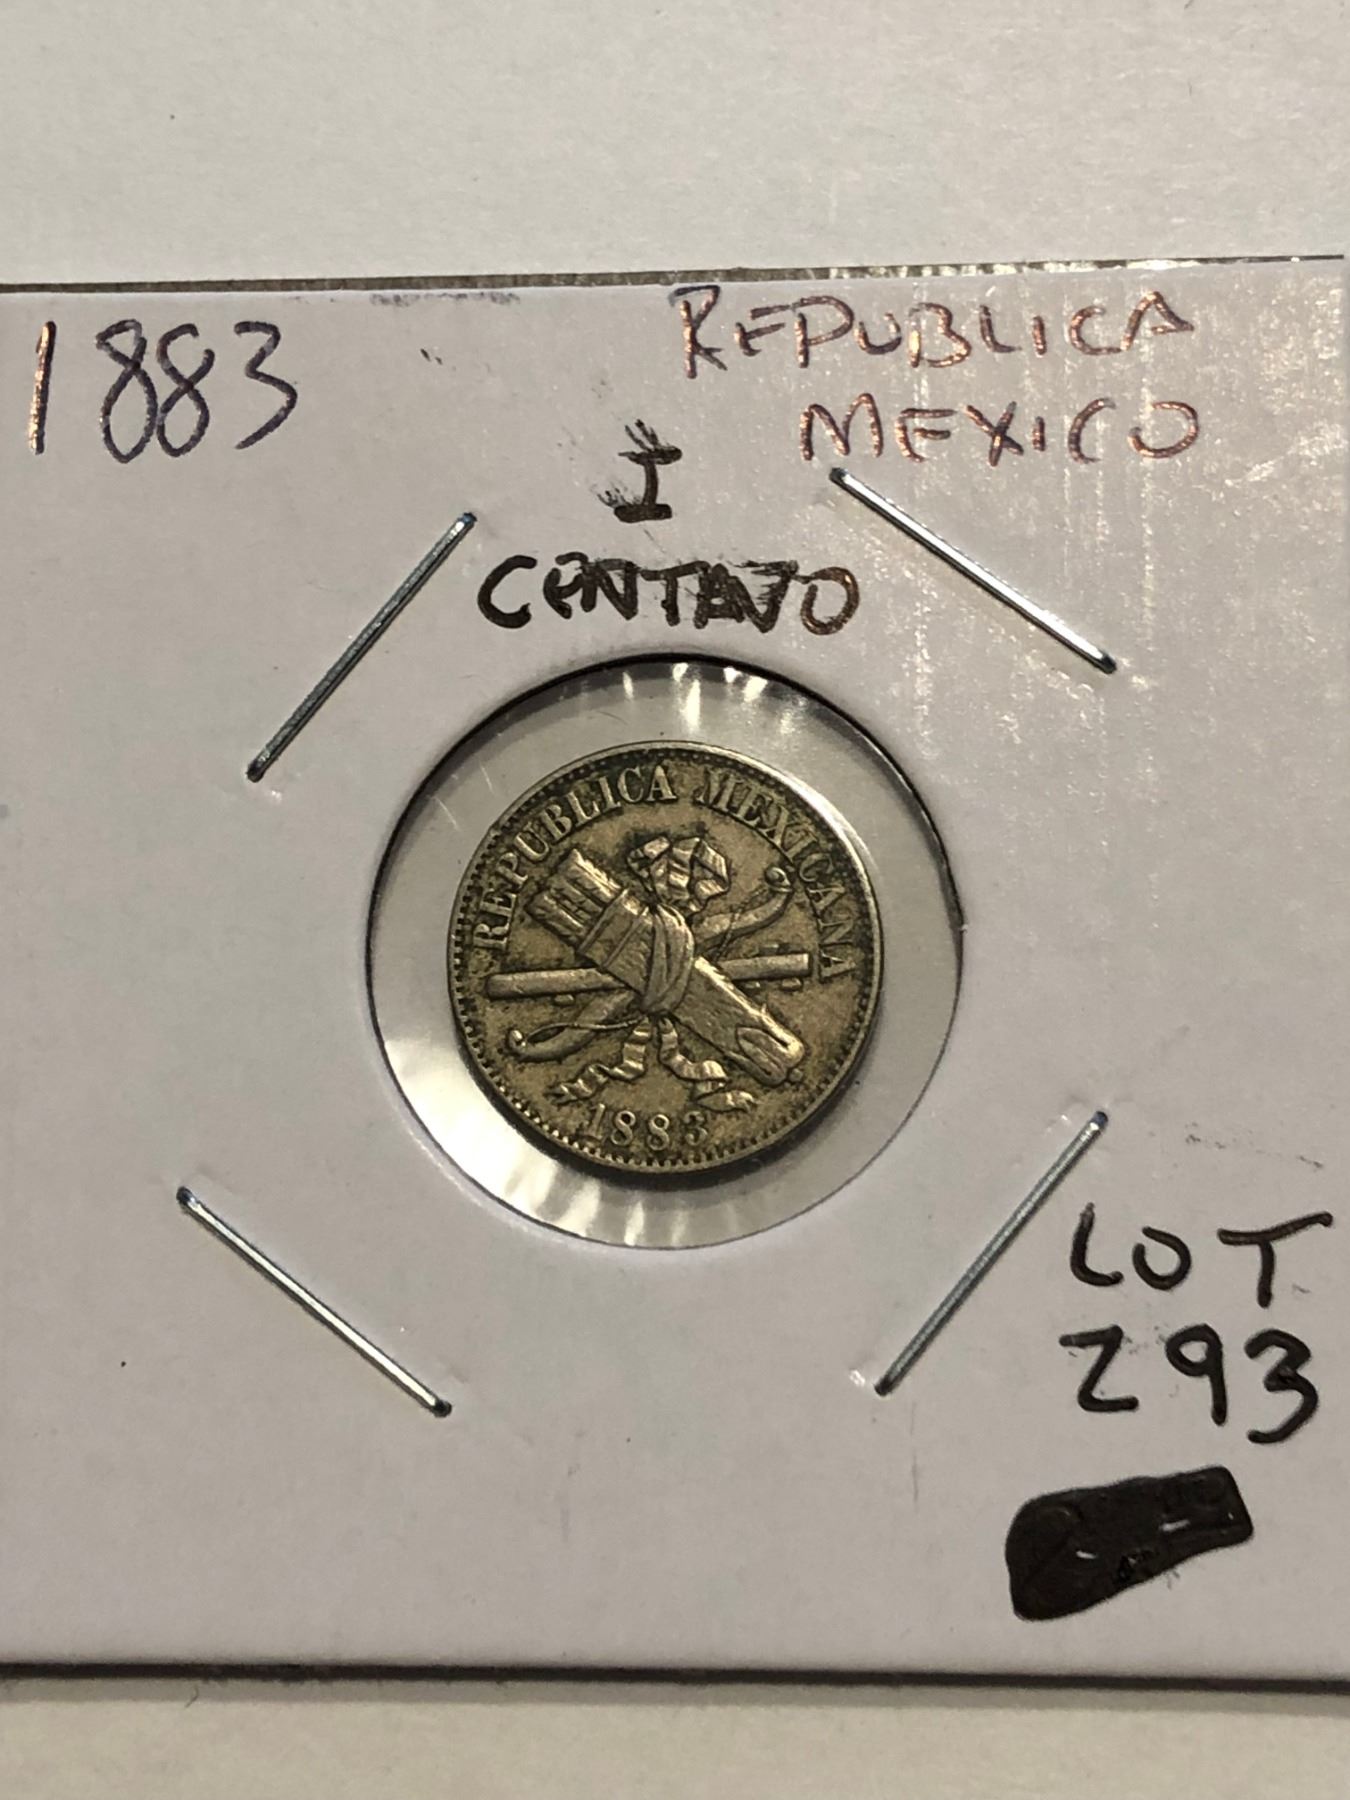 1883
REPUBLICA
MEXICO
I
CENTAVO
REPUBLICA MEXICANA
1883
LOT
293